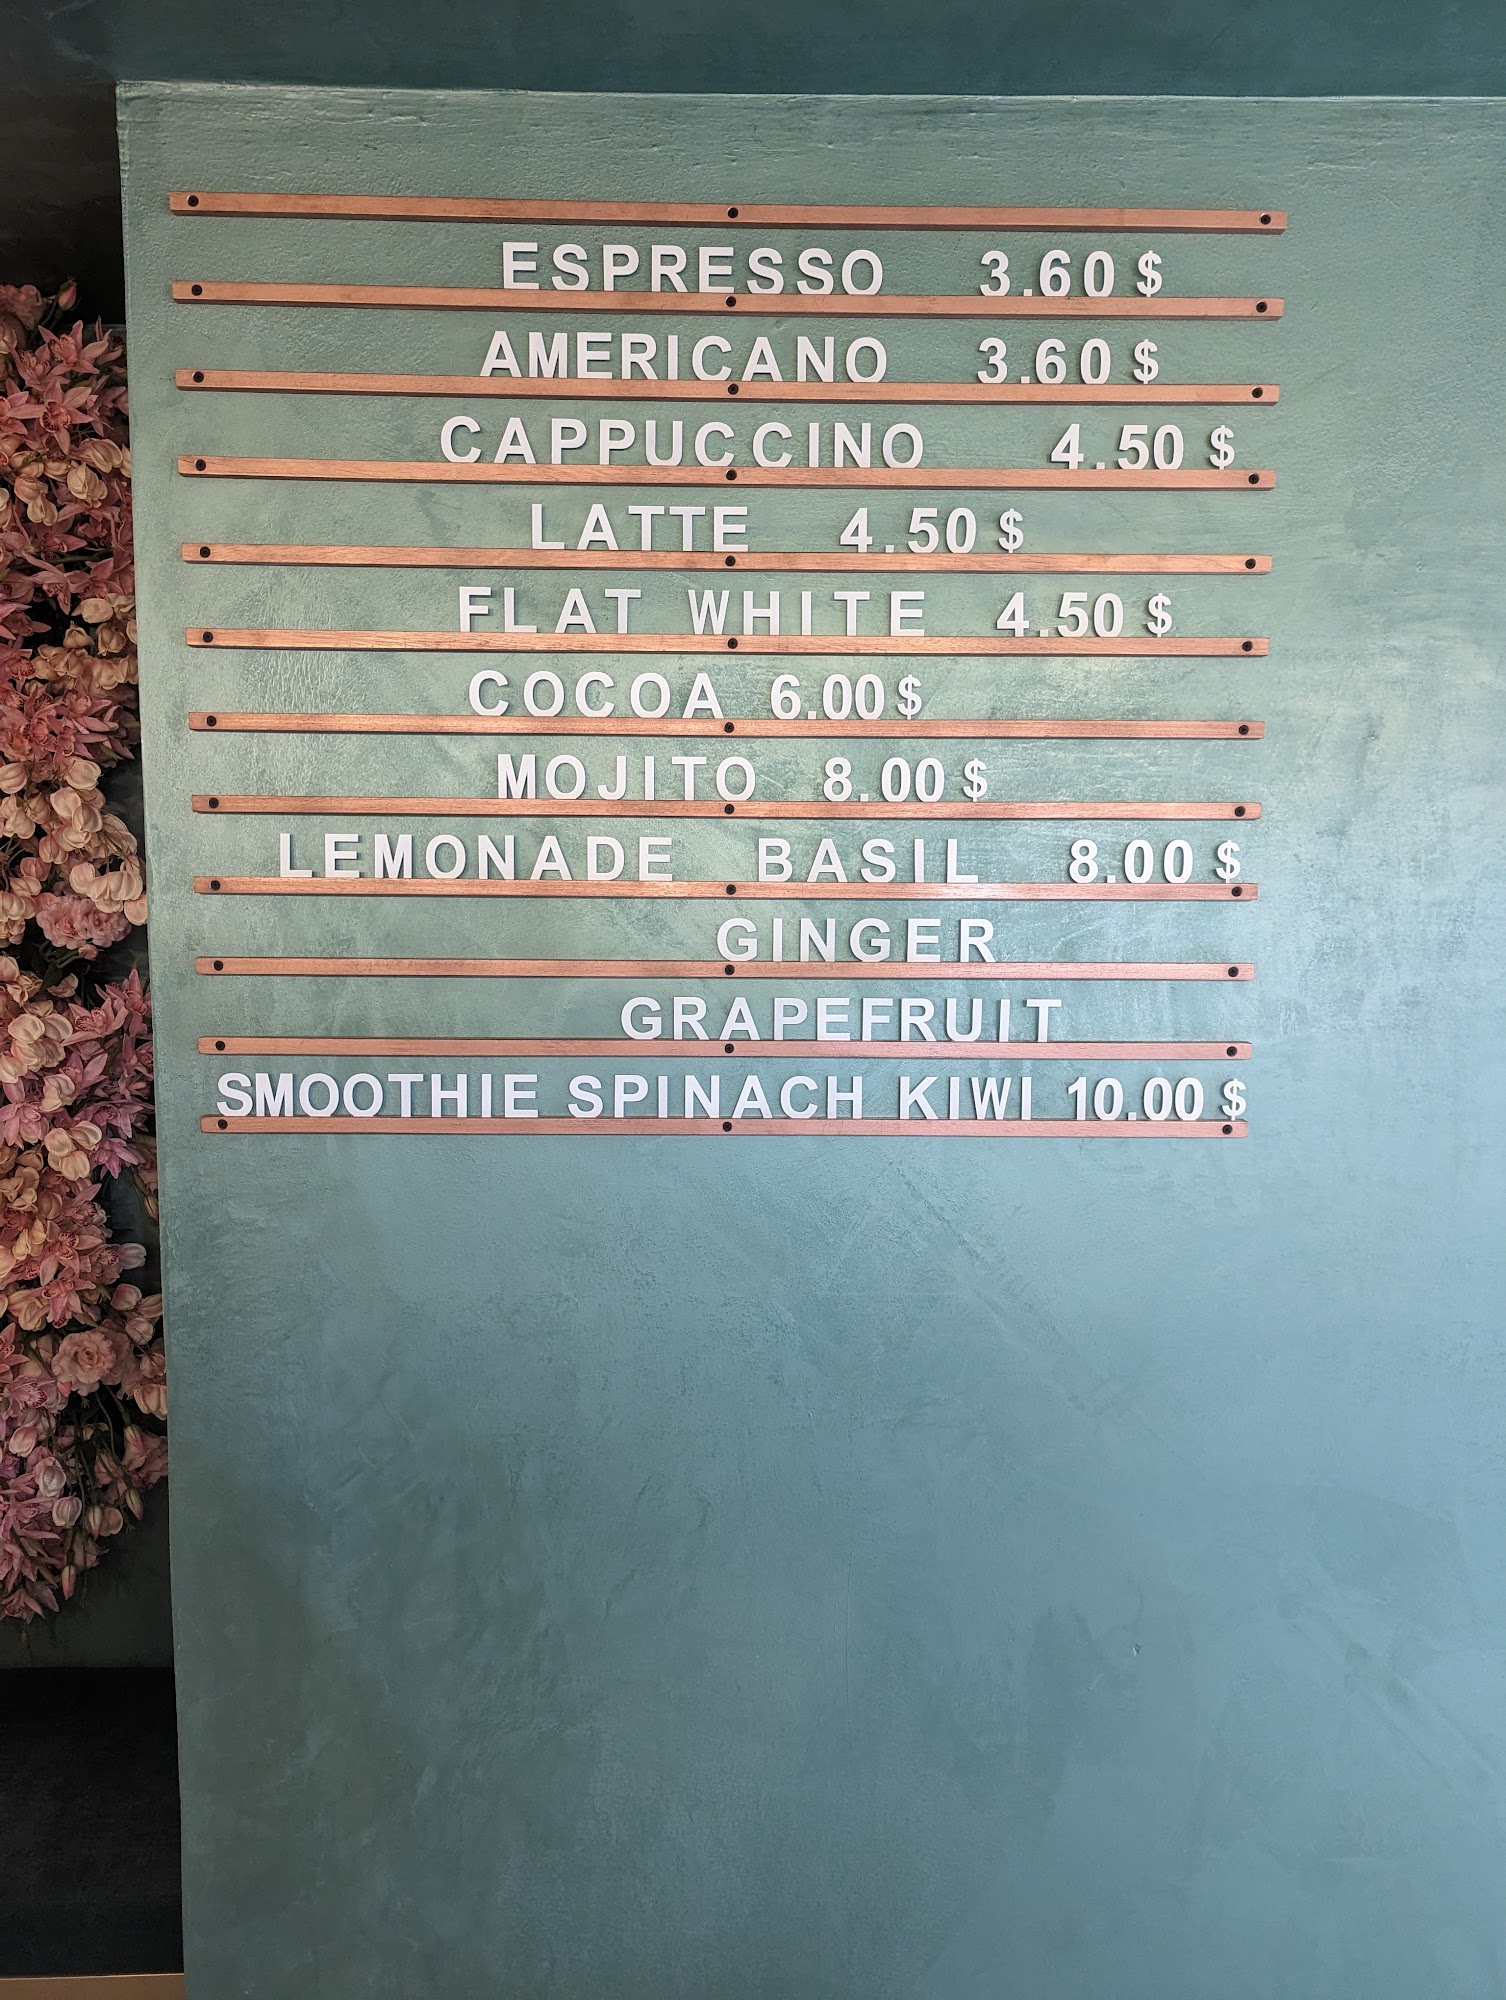 ESPRESSO 3.60 $
AMERICANO 3.60 $
CAPPUCCINO 4.50 $
LATTE 4.50 $
FLAT WHITE 4.50 $
COCOA 6.00 $
MOJITO 8.00 $
LEMONADE BASIL 8.00 $
GINGER
GRAPEFRUIT
SMOOTHIE SPINACH KIWI 10.00 $